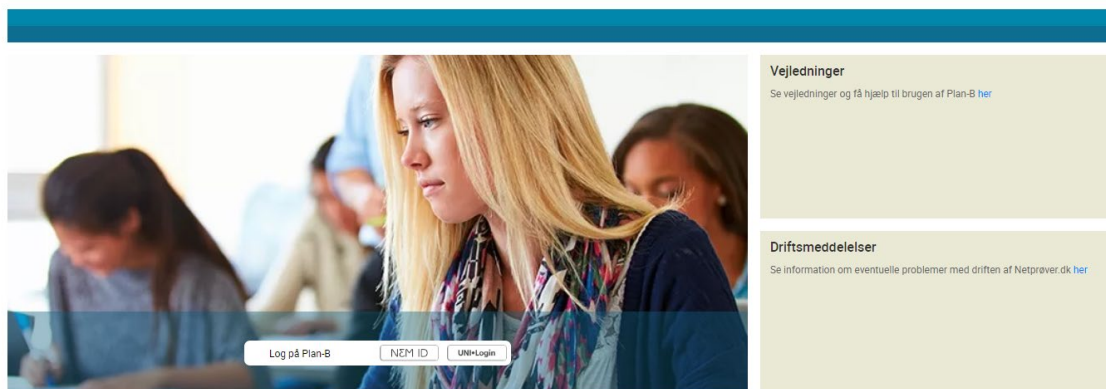 Log på Plan-B
NEM ID
UNI•Login
Vejledninger
Se vejledninger og få hjælp til brugen af Plan-B her
Driftsmeddelelser
Se information om eventuelle problemer med driften af Netprøver.dk her